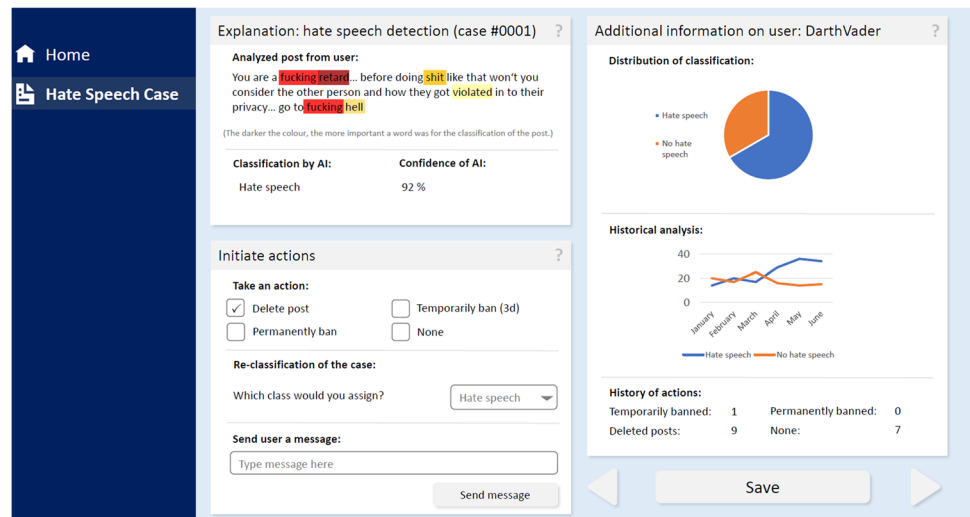 Home
Hate Speech Case
Explanation: hate speech detection (case #0001) ?
Analyzed post from user:
You are a fucking retard... before doing shit like that won't you
consider the other person and how they got violated in to their
privacy... go to fucking hell
(The darker the colour, the more important a word was for the classification of the post.)
Classification by AI: Confidence of AI:
Hate speech 92 %
Initiate actions ?
Take an action:
Delete post Temporarily ban (3d)
Permanently ban None
Re-classification of the case:
Which class would you assign? Hate speech
Send user a message:
Type message here
Send message
Additional information on user: DarthVader ?
Distribution of classification:
Hate speech
No hate
speech
Historical analysis:
40
20
0
January February March April May June
Hate speech No hate speech
History of actions:
Temporarily banned: 1 Permanently banned: 0
Deleted posts: 9 None: 7
Save